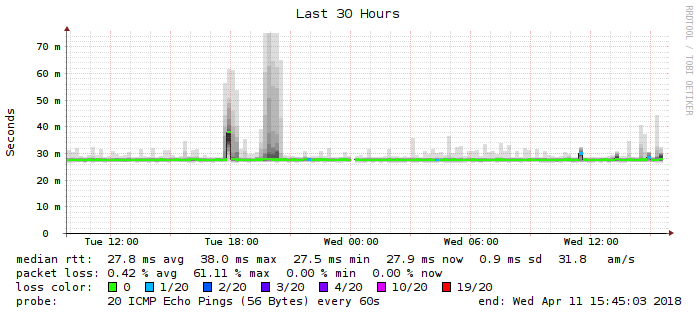 Last 30 Hours
RRDTOOL / TOBI OETIKER
Seconds
70 m
60 m
50 m
40 m
30 m
20 m
10 m
0
Tue 12:00 Tue 18:00 Wed 00:00 Wed 06:00 Wed 12:00
median rtt: 27.8 ms avg 38.0 ms max 27.5 ms min 27.9 ms now 0.9 ms sd 31.8 am/s
packet loss: 0.42 % avg 61.11 % max 0.00 % min 0.00 % now
loss color: 0 1/20 2/20 3/20 4/20 10/20 19/20
probe: 20 ICMP Echo Pings (56 Bytes) every 60s end: Wed Apr 11 15:45:03 2018